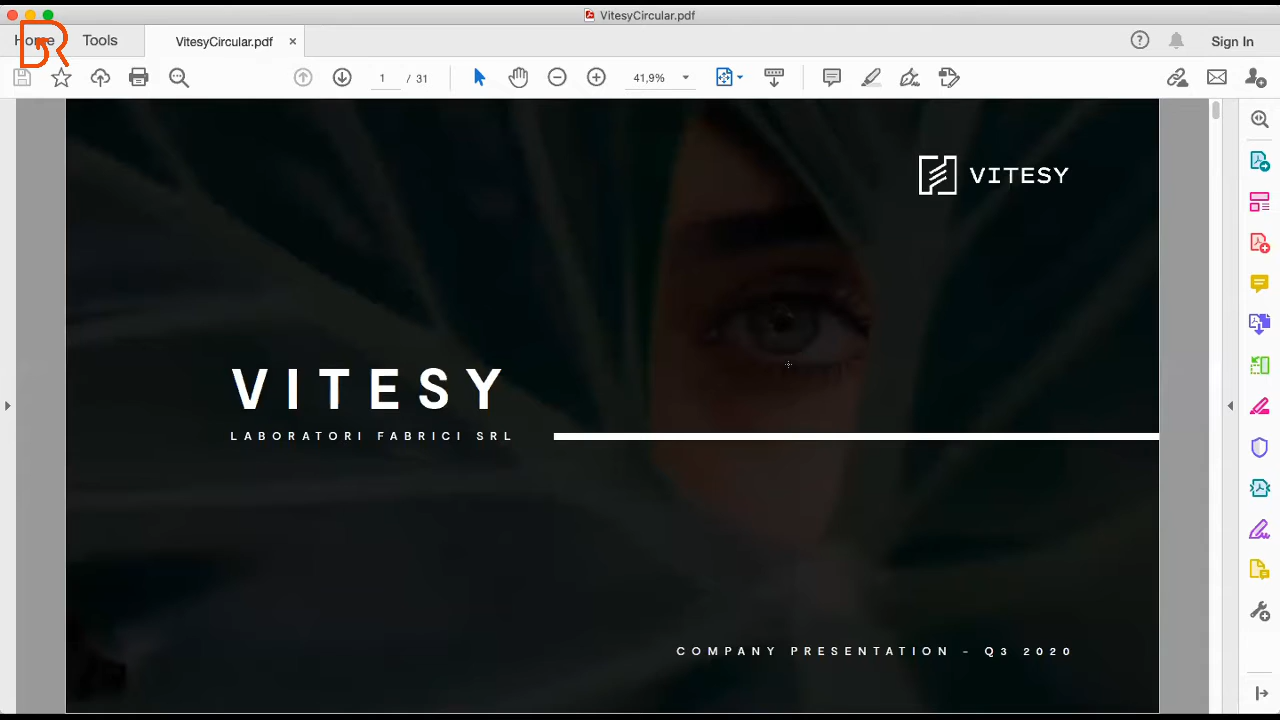 VitesyCircular.pdf
Home
Tools
VitesyCircular.pdf
Sign In
1 / 31
41,9%
VITESY
VITESY
LABORATORI FABRICI SRL
COMPANY PRESENTATION - Q3 2020